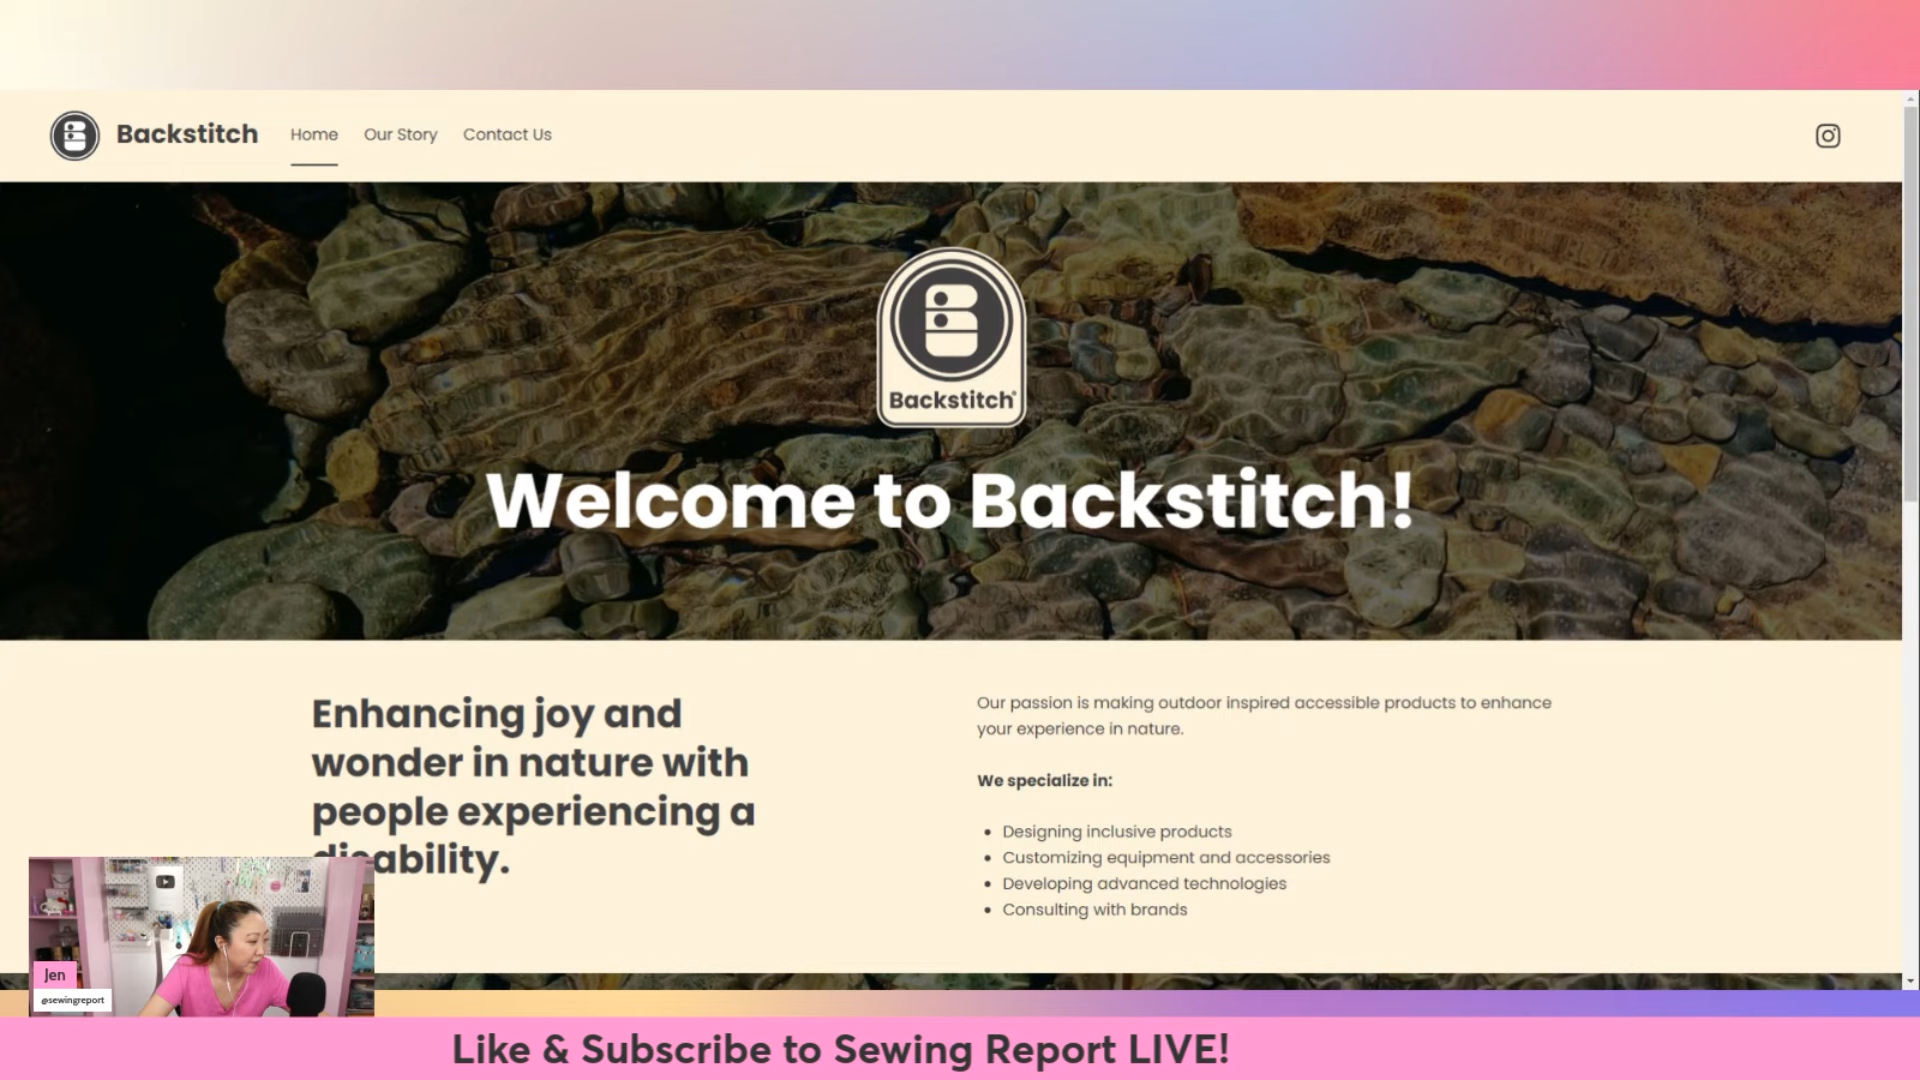 Backstitch
Home
Our Story
Contact Us
Backstitch®
Welcome to Backstitch!
Enhancing joy and
wonder in nature with
people experiencing a
disability.
Our passion is making outdoor inspired accessible products to enhance
your experience in nature.
We specialize in:
• Designing inclusive products
• Customizing equipment and accessories
• Developing advanced technologies
• Consulting with brands
Jen
@sewingreport
Like & Subscribe to Sewing Report LIVE!